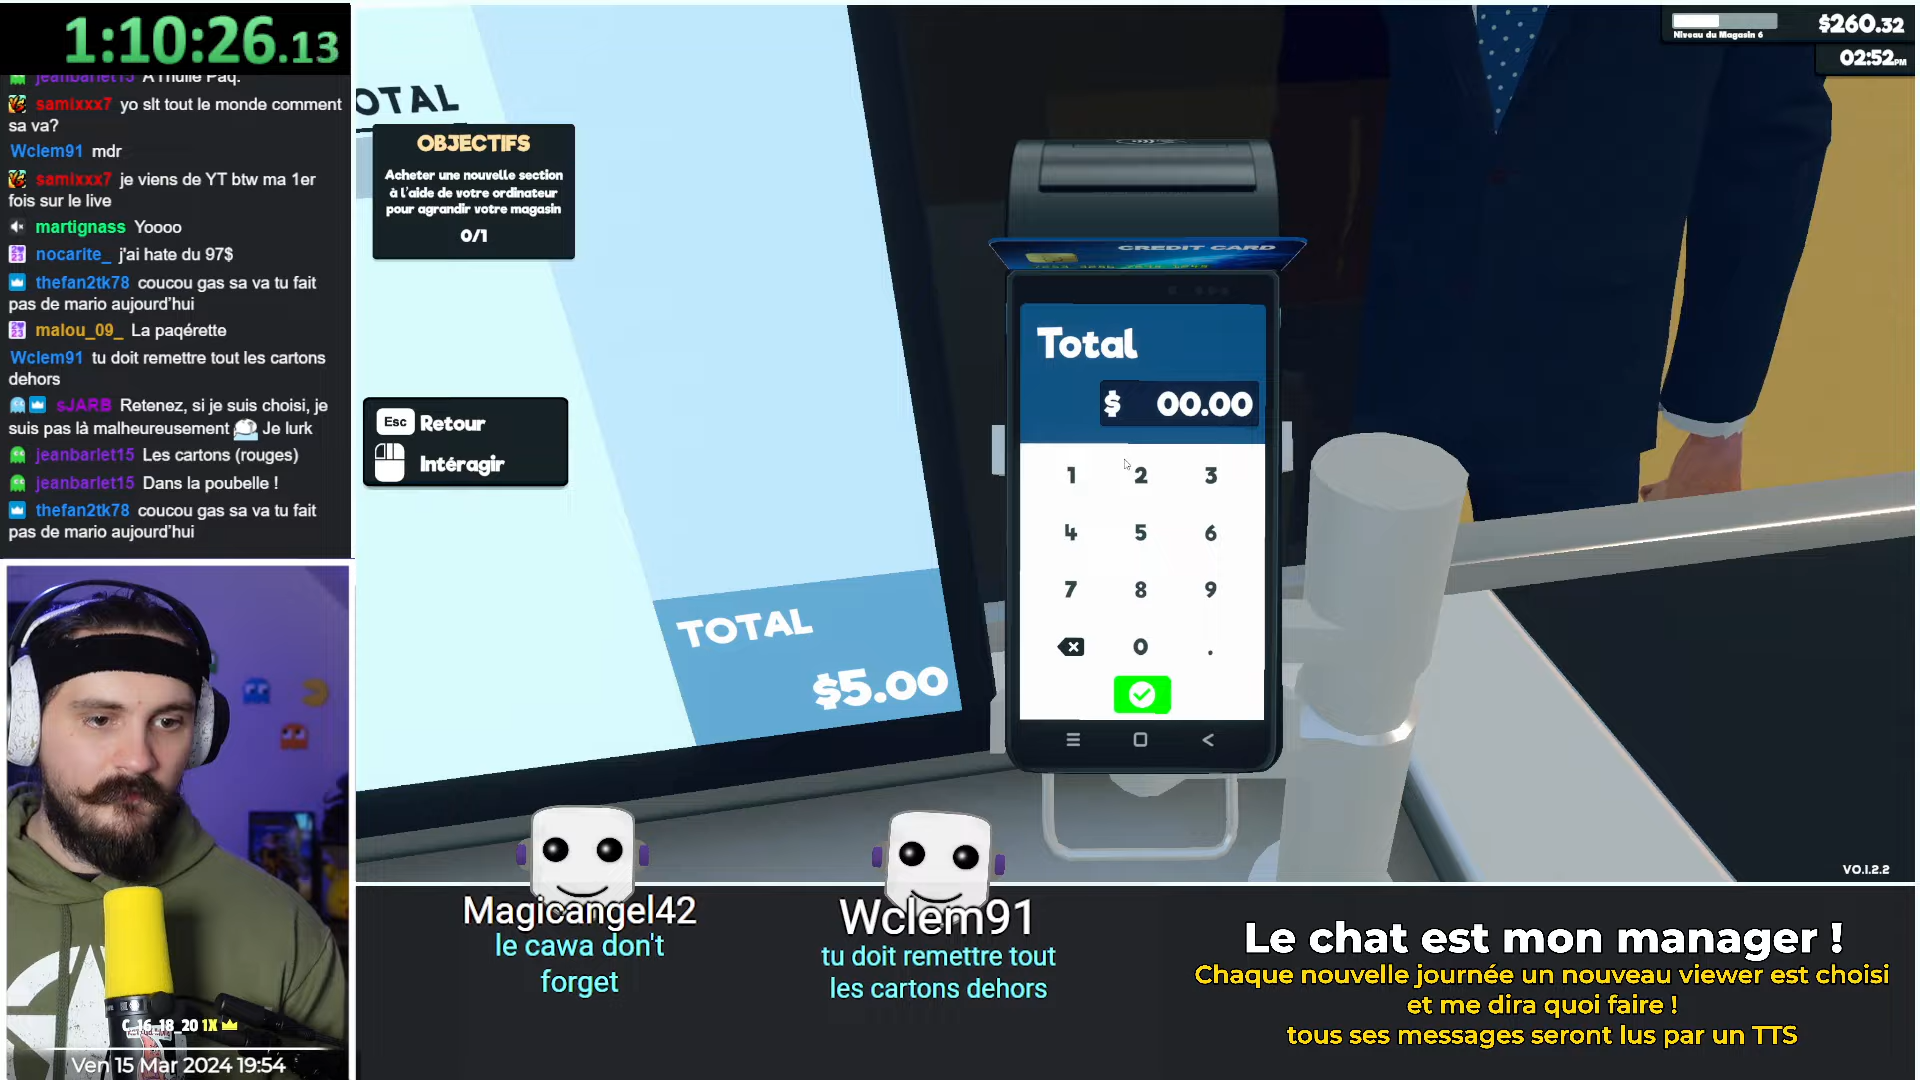 1:10:26.13
jeanbarlet15 A l'huile Paq.
samixxx7 yo slt tout le monde comment
sa va?
Wclem91 mdr
samixxx7 je viens de YT btw ma 1er
fois sur le live
martignass Yoooo
nocarite_ j'ai hate du 97$
thefan2tk78 coucou gas sa va tu fait
pas de mario aujourd'hui
malou_09_ La paqérette
Wclem91 tu doit remettre tout les cartons
dehors
sJARB Retenez, si je suis choisi, je
suis pas là malheureusement Je lurk
jeanbarlet15 Les cartons (rouges)
jeanbarlet15 Dans la poubelle !
thefan2tk78 coucou gas sa va tu fait
pas de mario aujourd'hui
C_16_18_20 1X
Ven 15 Mar 2024 19:54
OTAL
OBJECTIFS
Acheter une nouvelle section
à l'aide de votre ordinateur
pour agrandir votre magasin
0/1
Esc Retour
Intéragir
TOTAL
$5.00
CREDIT CARD
Total
$ 00.00
1 2 3
4 5 6
7 8 9
0 .
Niveau du Magasin 6
$260.32
02:52PM
V0.1.2.2
Magicangel42
le cawa don't
forget
Wclem91
tu doit remettre tout
les cartons dehors
Le chat est mon manager !
Chaque nouvelle journée un nouveau viewer est choisi
et me dira quoi faire !
tous ses messages seront lus par un TTS